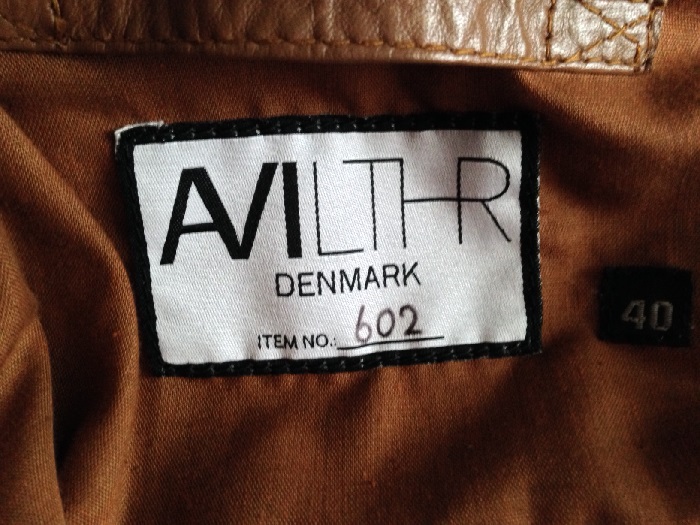 AVILTHR
DENMARK
ITEM NO.: 602
40